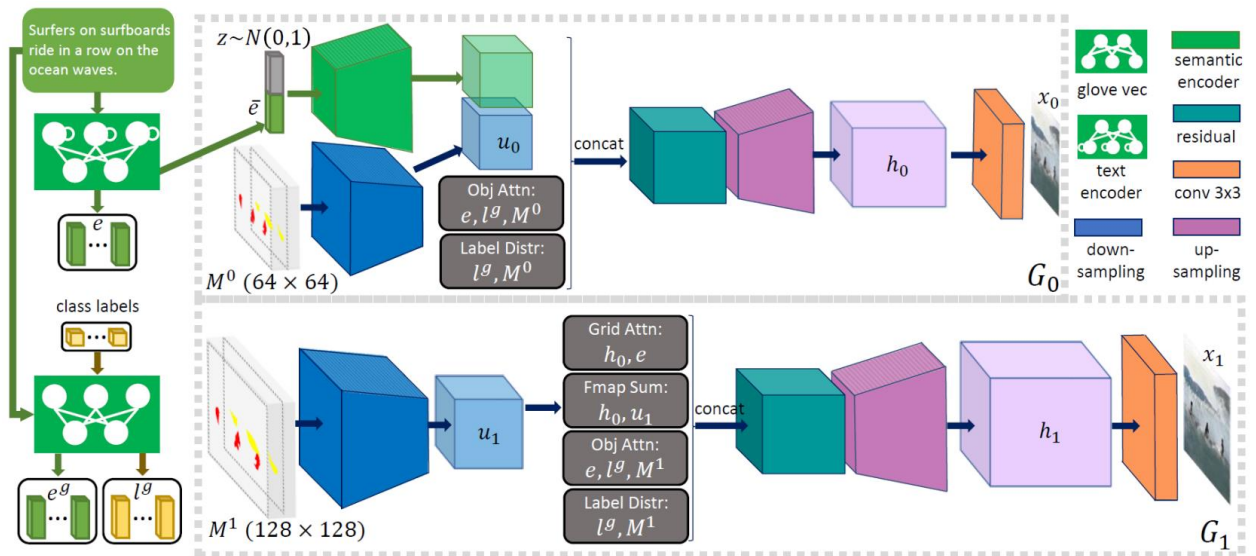 Surfers on surfboards
ride in a row on the
ocean waves.
e
class labels
e^g
l^g
z~N(0,1)
ē
u_0
M^0 (64 × 64)
Obj Attn:
e, l^g, M^0
Label Distr:
l^g, M^0
concat
h_0
x_0
G_0
glove vec
text
encoder
down-
sampling
semantic
encoder
residual
conv 3x3
up-
sampling
M^1 (128 × 128)
u_1
Grid Attn:
h_0, e
Fmap Sum:
h_0, u_1
Obj Attn:
e, l^g, M^1
Label Distr:
l^g, M^1
concat
h_1
x_1
G_1